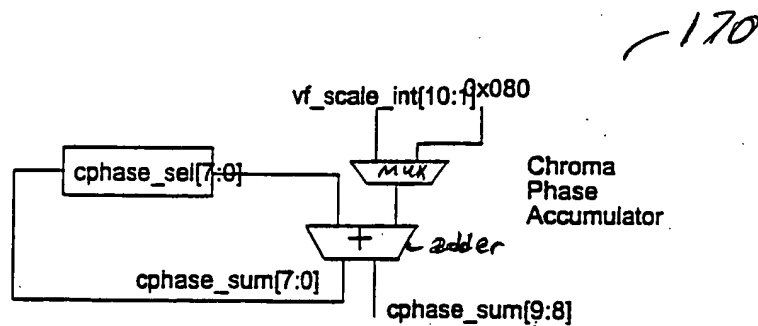 170
vf_scale_int[10:1]
0x080
cphase_sel[7:0]
MUX
Chroma
Phase
Accumulator
+
adder
cphase_sum[7:0]
cphase_sum[9:8]